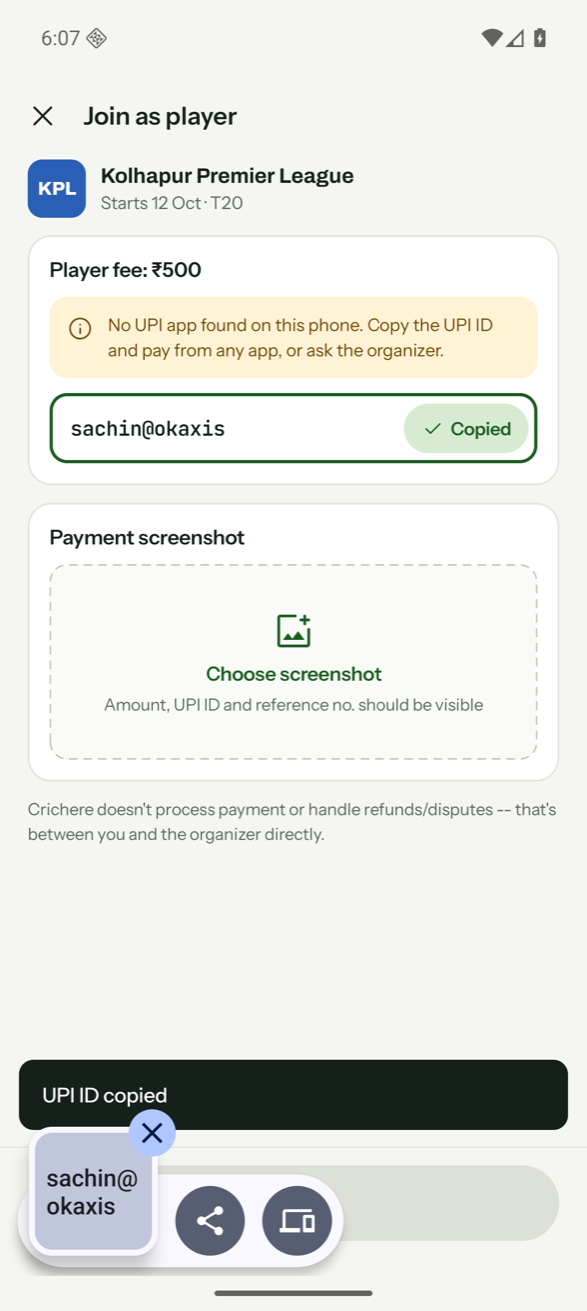 6:07
Join as player
KPL
Kolhapur Premier League
Starts 12 Oct · T20
Player fee: ₹500
No UPI app found on this phone. Copy the UPI ID
and pay from any app, or ask the organizer.
sachin@okaxis
Copied
Payment screenshot
Choose screenshot
Amount, UPI ID and reference no. should be visible
Crichere doesn't process payment or handle refunds/disputes -- that's
between you and the organizer directly.
UPI ID copied
sachin@
okaxis